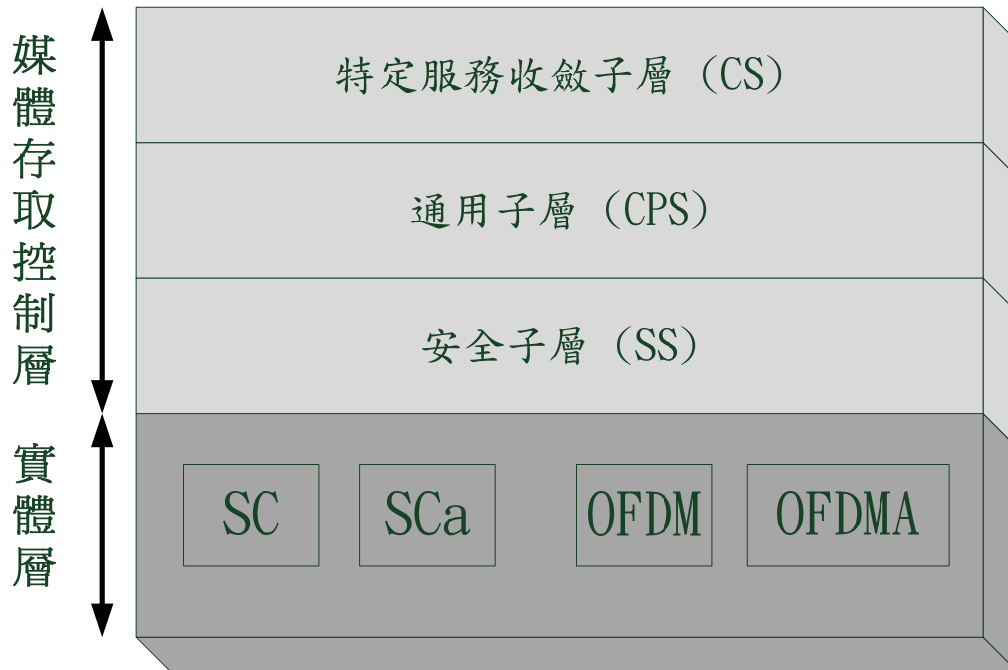 媒體存取控制層
特定服務收斂子層（CS）
通用子層（CPS）
安全子層（SS）
實體層
SC
SCa
OFDM
OFDMA